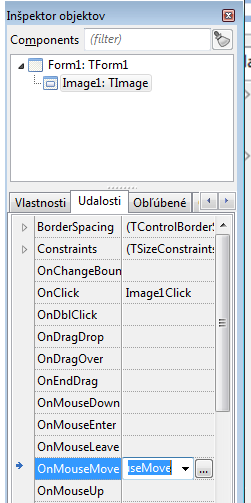 Inšpektor objektov
Components (filter)
Form1: TForm1
Image1: TImage
Vlastnosti Udalosti Obľúbené
BorderSpacing (TControlBorderS
Constraints (TSizeConstraints
OnChangeBoun
OnClick Image1Click
OnDblClick
OnDragDrop
OnDragOver
OnEndDrag
OnMouseDown
OnMouseEnter
OnMouseLeave
OnMouseMove useMove ...
OnMouseUp